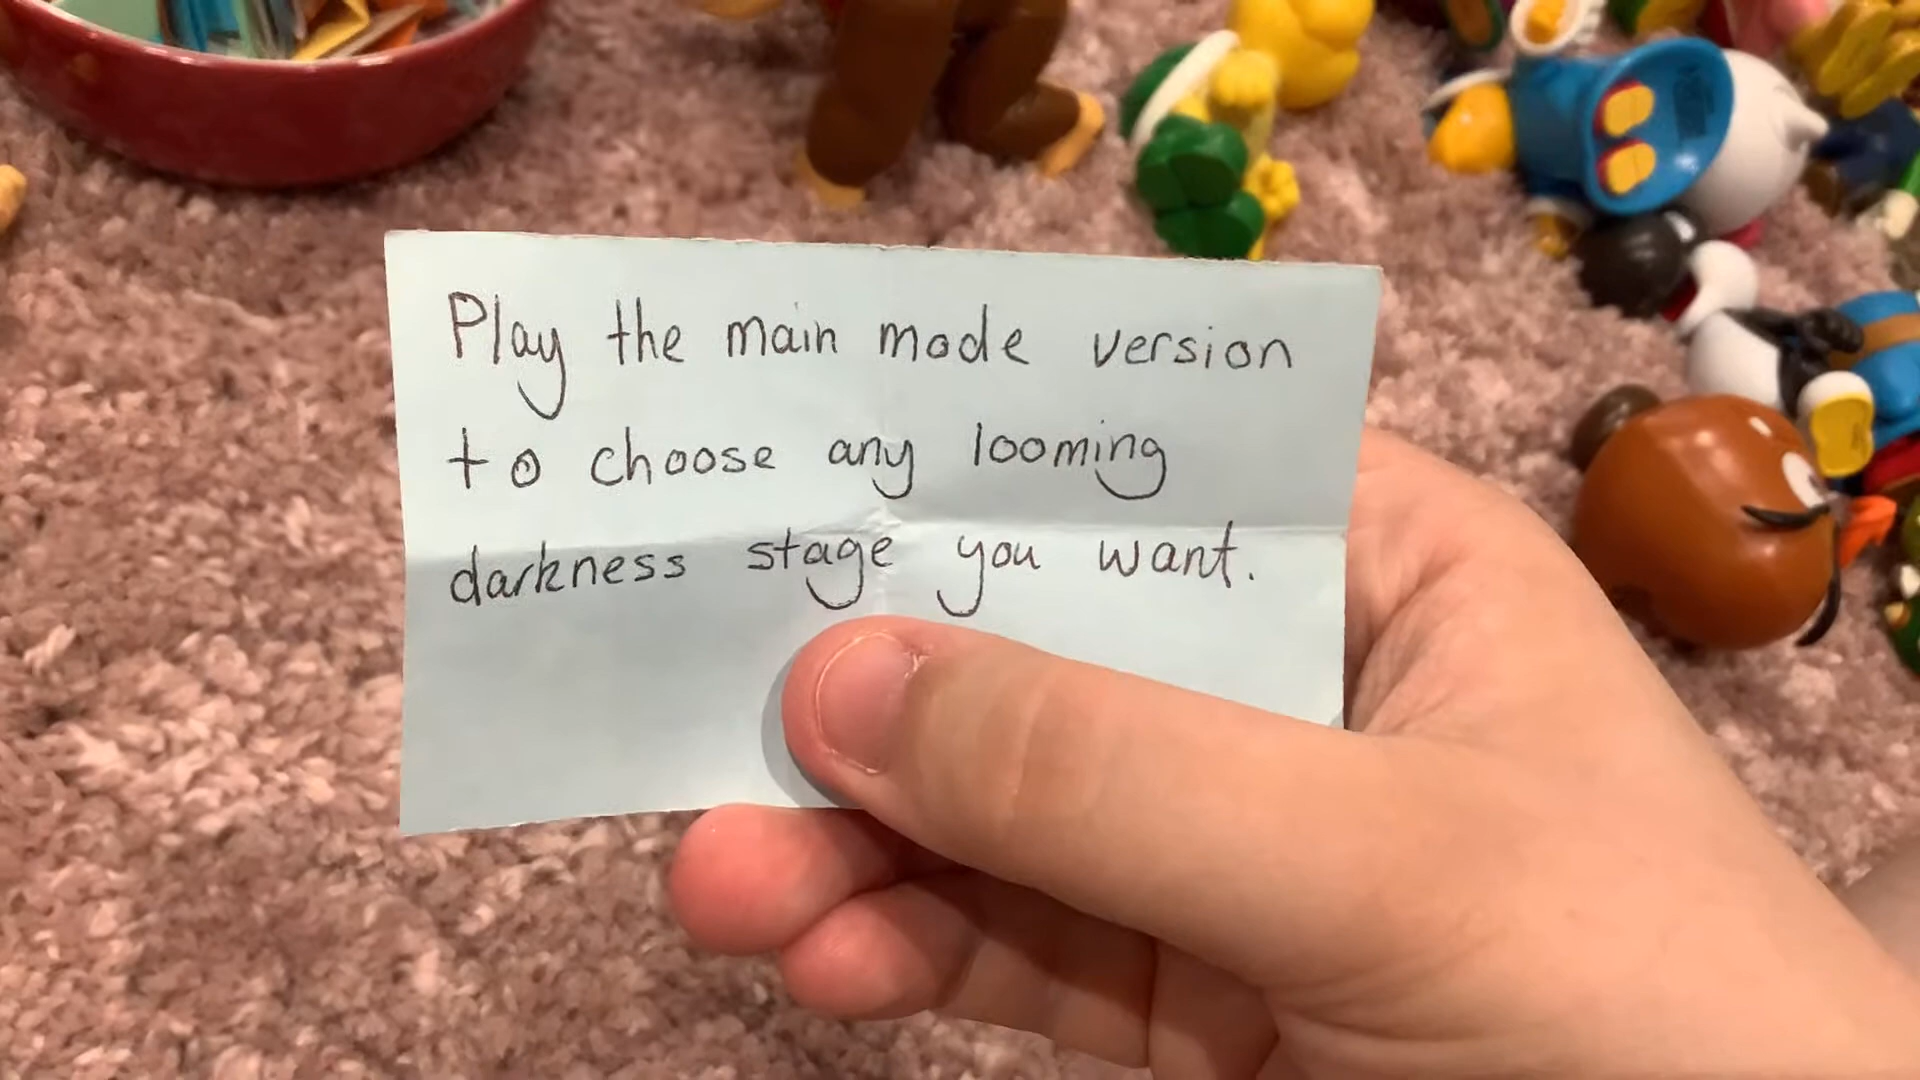 Play the main mode version
to choose any looming
darkness stage you want.